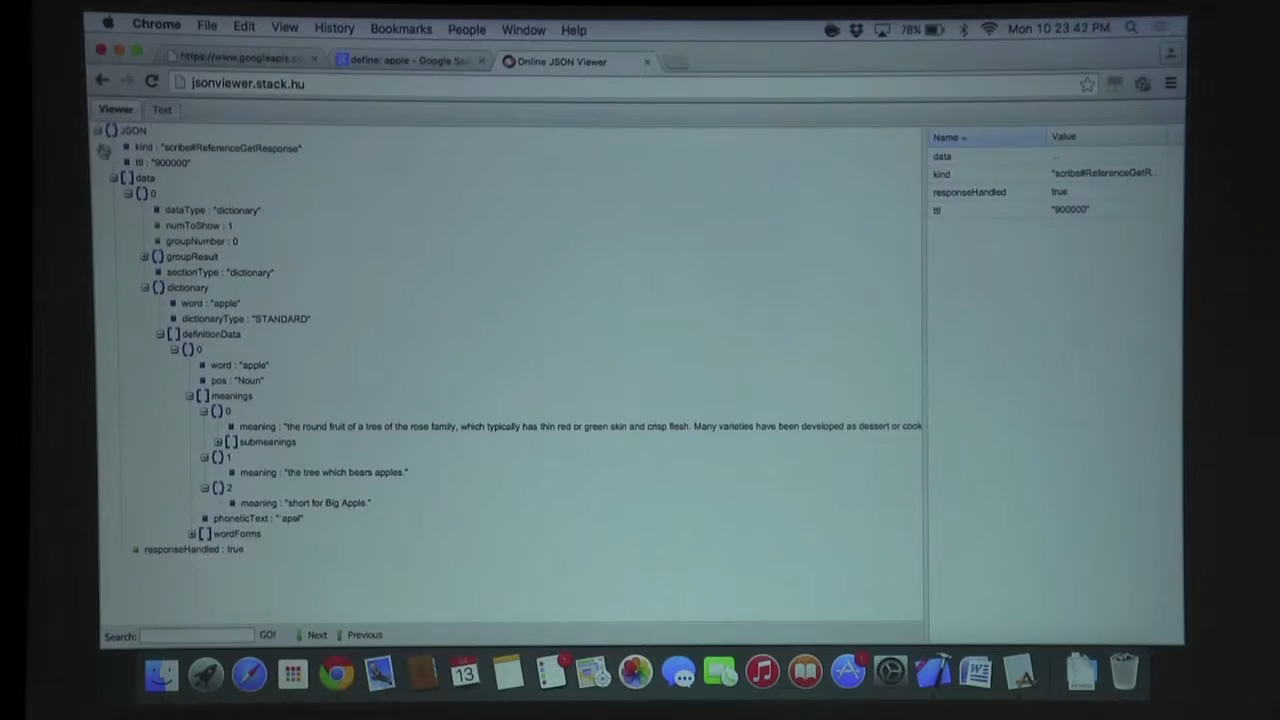 Chrome File Edit View History Bookmarks People Window Help 78% Mon 10 23:42 PM
https://www.googleapis.co define: apple - Google Sea Online JSON Viewer
jsonviewer.stack.hu
Viewer Text
JSON
kind : "scribe#ReferenceGetResponse"
ttl : "900000"
data
0
dataType : "dictionary"
numToShow : 1
groupNumber : 0
groupResult
sectionType : "dictionary"
dictionary
word : "apple"
dictionaryType : "STANDARD"
definitionData
0
word : "apple"
pos : "Noun"
meanings
0
meaning : "the round fruit of a tree of the rose family, which typically has thin red or green skin and crisp flesh. Many varieties have been developed as dessert or cook
submeanings
1
meaning : "the tree which bears apples."
2
meaning : "short for Big Apple."
phoneticText : "ˈapəl"
wordForms
responseHandled : true
Name Value
data ...
kind "scribe#ReferenceGetR...
responseHandled true
ttl "900000"
Search: GO! Next Previous
13